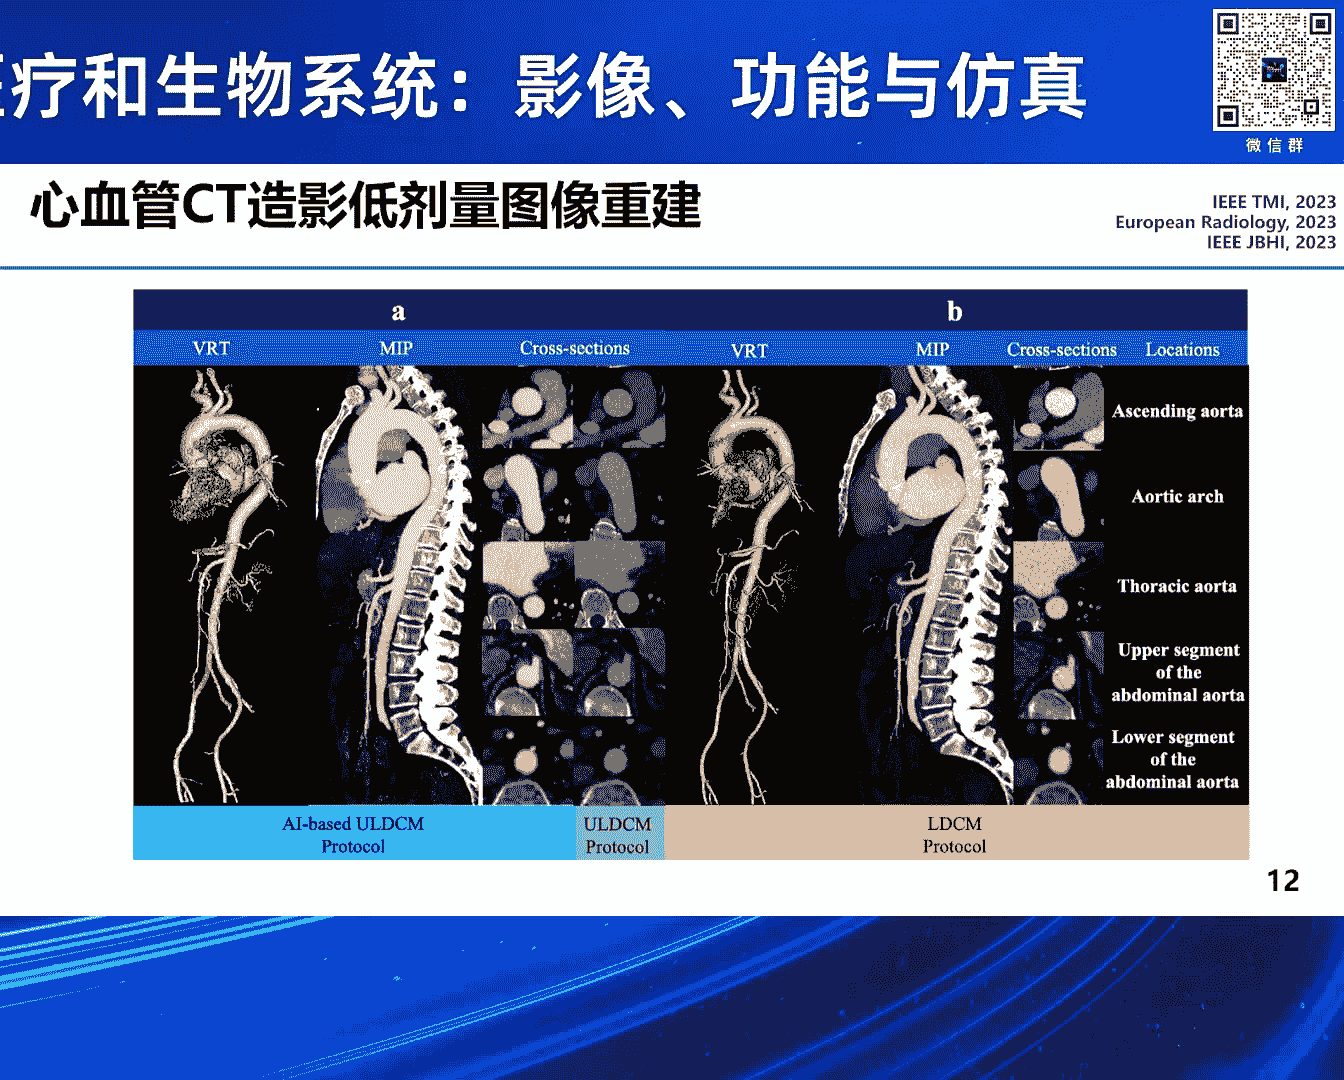 疗和生物系统：影像、功能与仿真
微信群
心血管CT造影低剂量图像重建
IEEE TMI, 2023
European Radiology, 2023
IEEE JBHI, 2023
a
b
VRT
MIP
Cross-sections
VRT
MIP
Cross-sections
Locations
Ascending aorta
Aortic arch
Thoracic aorta
Upper segment
of the
abdominal aorta
Lower segment
of the
abdominal aorta
AI-based ULDCM
Protocol
ULDCM
Protocol
LDCM
Protocol
12